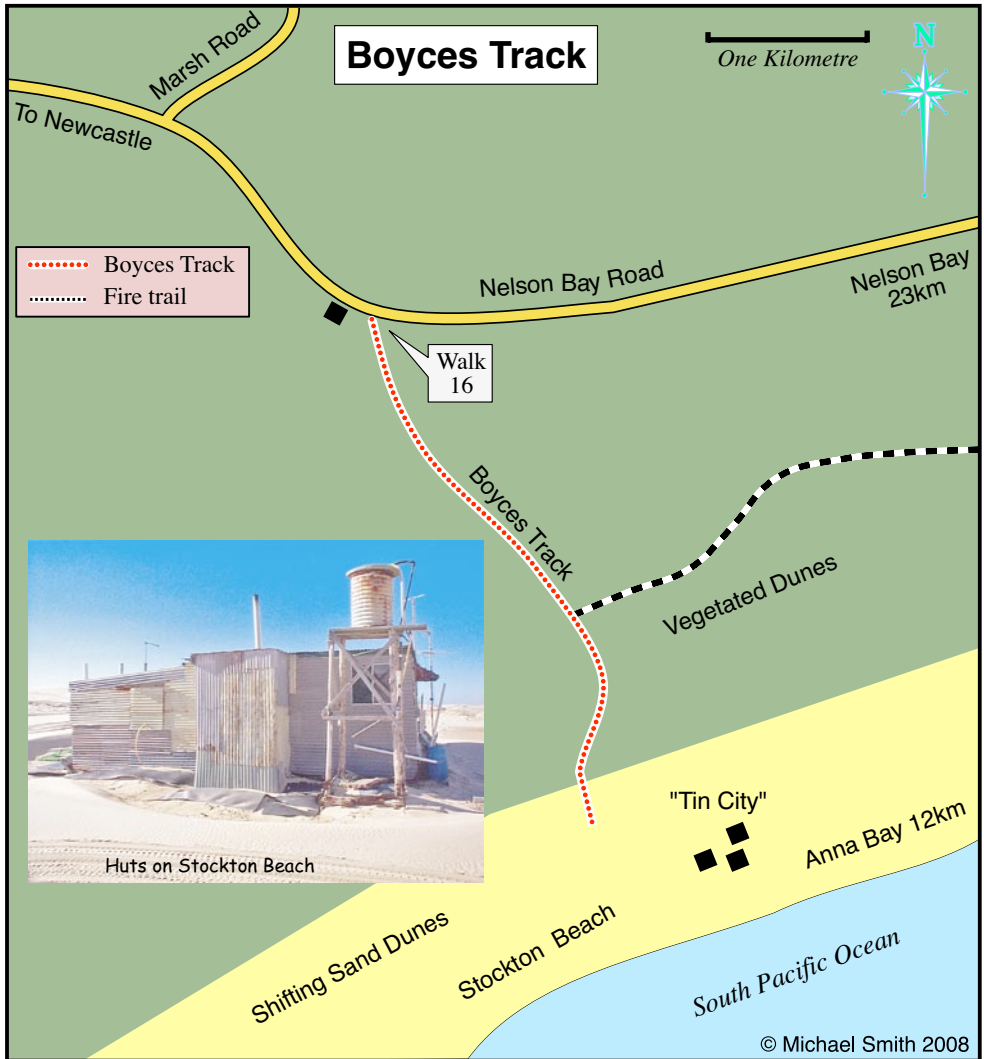 Boyces Track
One Kilometre
N
Marsh Road
To Newcastle
Boyces Track
Fire trail
Nelson Bay Road
Nelson Bay
23km
Walk
16
Boyces Track
Vegetated Dunes
Huts on Stockton Beach
"Tin City"
Anna Bay 12km
Shifting Sand Dunes
Stockton Beach
South Pacific Ocean
© Michael Smith 2008